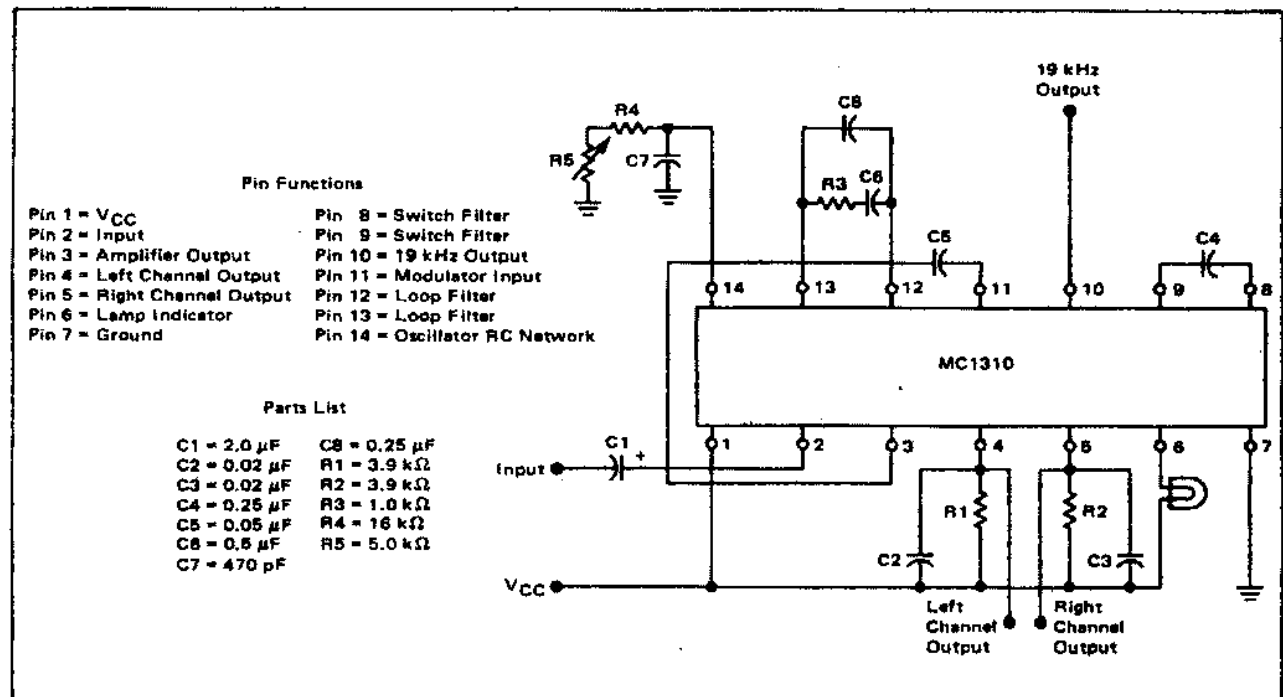 Pin Functions
Pin 1 = VCC
Pin 2 = Input
Pin 3 = Amplifier Output
Pin 4 = Left Channel Output
Pin 5 = Right Channel Output
Pin 6 = Lamp Indicator
Pin 7 = Ground
Pin 8 = Switch Filter
Pin 9 = Switch Filter
Pin 10 = 19 kHz Output
Pin 11 = Modulator Input
Pin 12 = Loop Filter
Pin 13 = Loop Filter
Pin 14 = Oscillator RC Network
Parts List
C1 = 2.0 μF
C2 = 0.02 μF
C3 = 0.02 μF
C4 = 0.25 μF
C5 = 0.05 μF
C6 = 0.5 μF
C7 = 470 pF
C8 = 0.25 μF
R1 = 3.9 kΩ
R2 = 3.9 kΩ
R3 = 1.0 kΩ
R4 = 16 kΩ
R5 = 5.0 kΩ
19 kHz
Output
C8
R4
R5
C7
R3
C6
C5
C4
14
13
12
11
10
9
8
MC1310
1
2
3
4
5
6
7
C1
+
Input
R1
R2
C2
C3
VCC
Left
Channel
Output
Right
Channel
Output